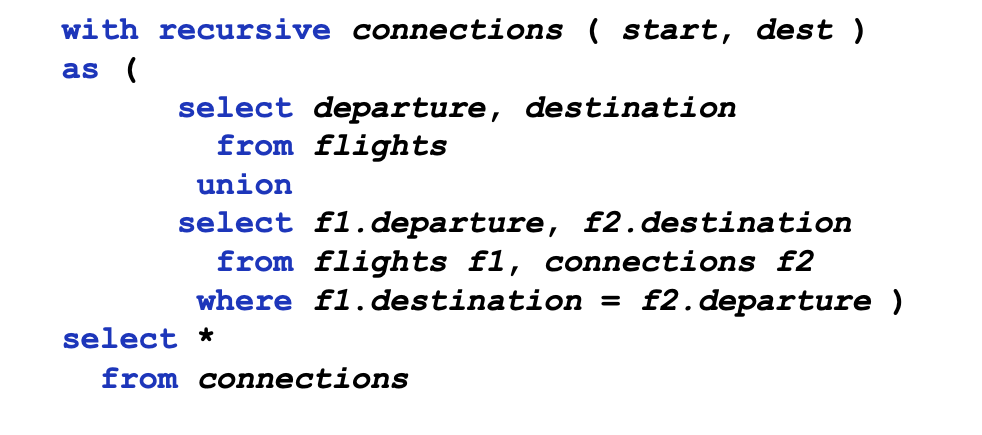 with recursive connections ( start, dest )
as (
select departure, destination
from flights
union
select f1.departure, f2.destination
from flights f1, connections f2
where f1.destination = f2.departure )
select *
from connections